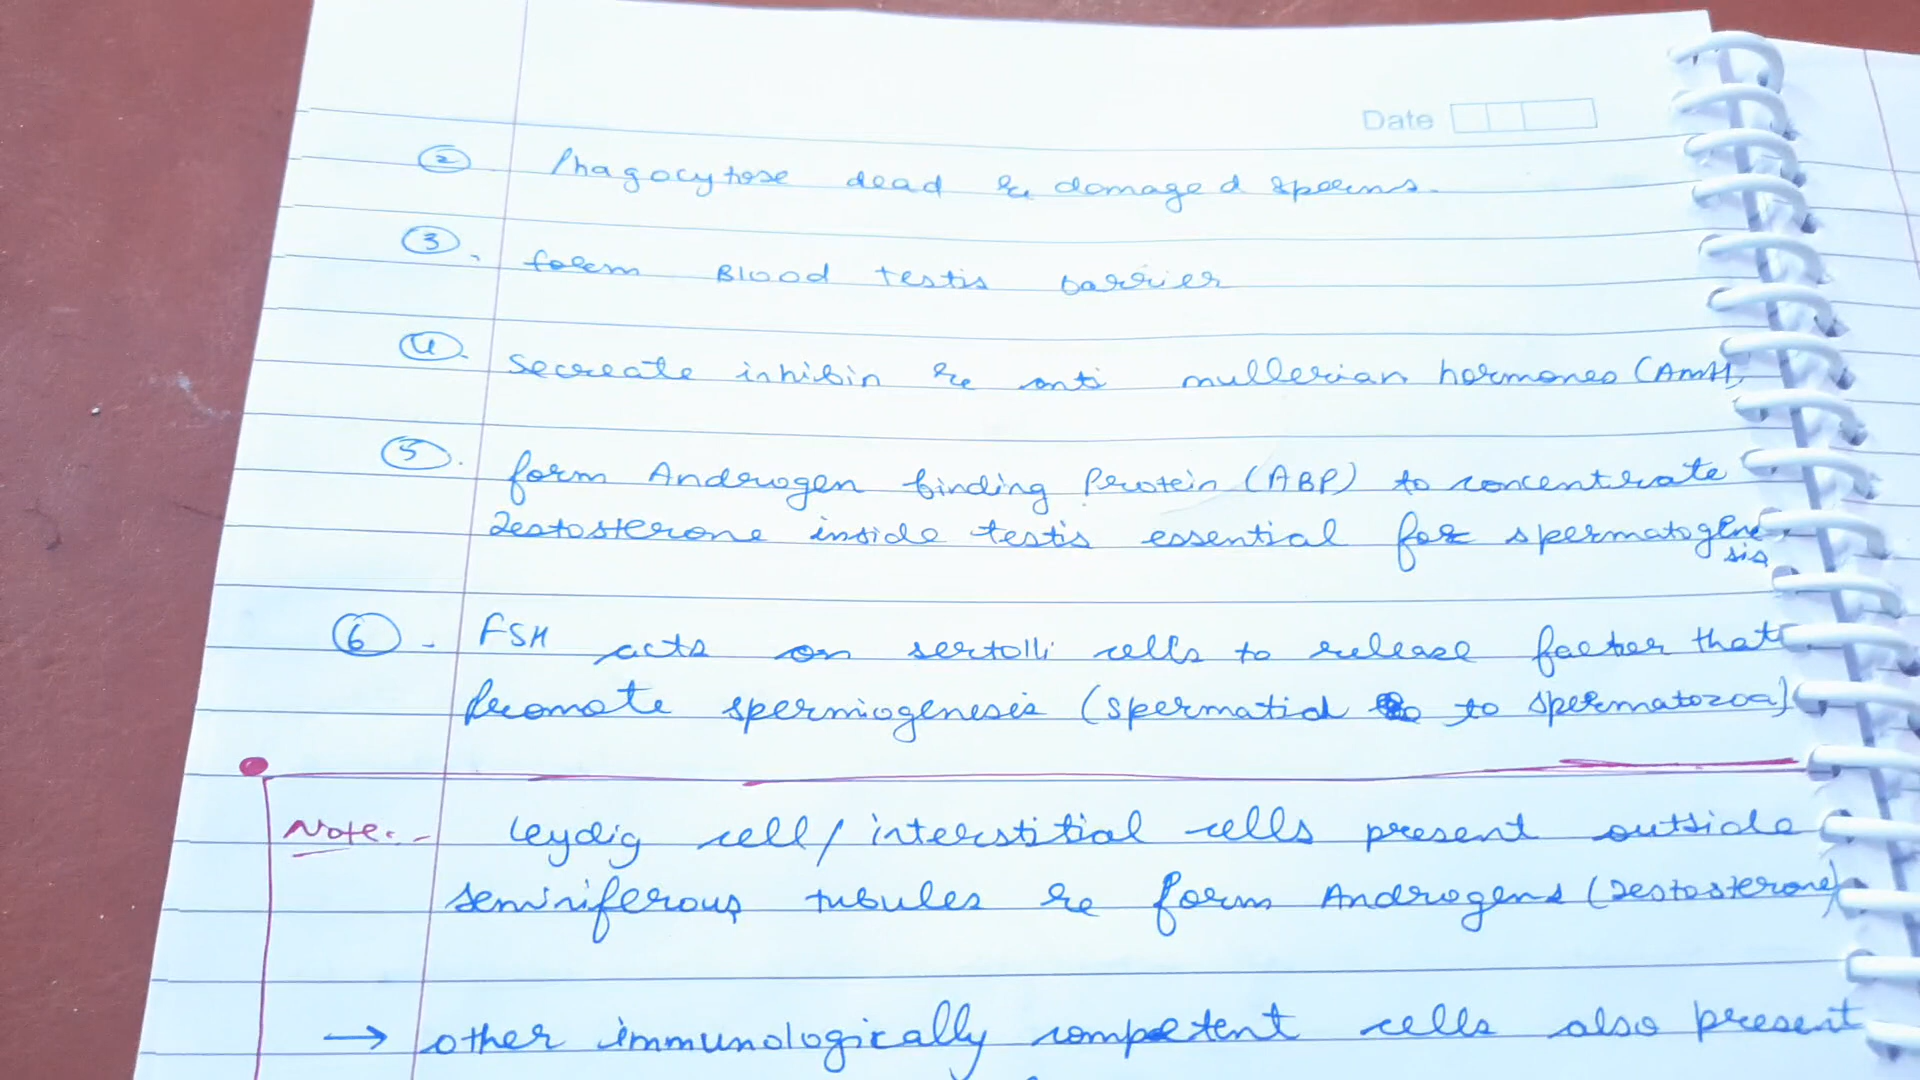 Date
② Phagocytose dead & damaged sperms.
③. form Blood testis barrier
④. secreate inhibin & anti mullerian hormones (AMH)
⑤. form Androgen binding Protein (ABP) to concentrate
Testosterone inside testis essential for spermatogene
sis
⑥. FSH acts on sertolli cells to release facter that
Promote spermiogenesis (spermatid to spermatozoa)
Note:- Leydig cell/interstitial cells present outside
seminiferous tubules & form Androgens (Testosterone)
→ other immunologically competent cells also present